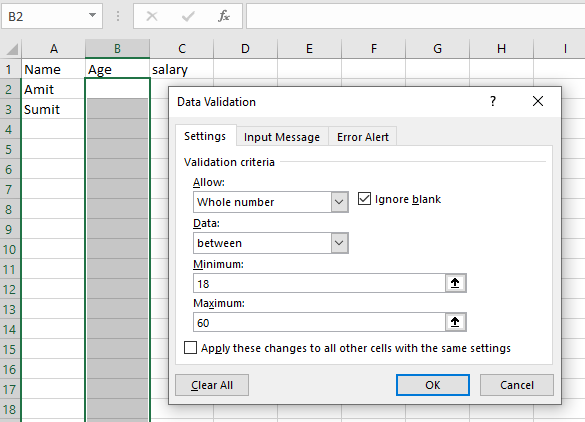 B2
fx
A B C D E F G H I
1 Name Age salary
2 Amit
3 Sumit
4
5
6
7
8
9
10
11
12
13
14
15
16
17
18
Data Validation ?
Settings Input Message Error Alert
Validation criteria
Allow:
Whole number Ignore blank
Data:
between
Minimum:
18
Maximum:
60
Apply these changes to all other cells with the same settings
Clear All OK Cancel